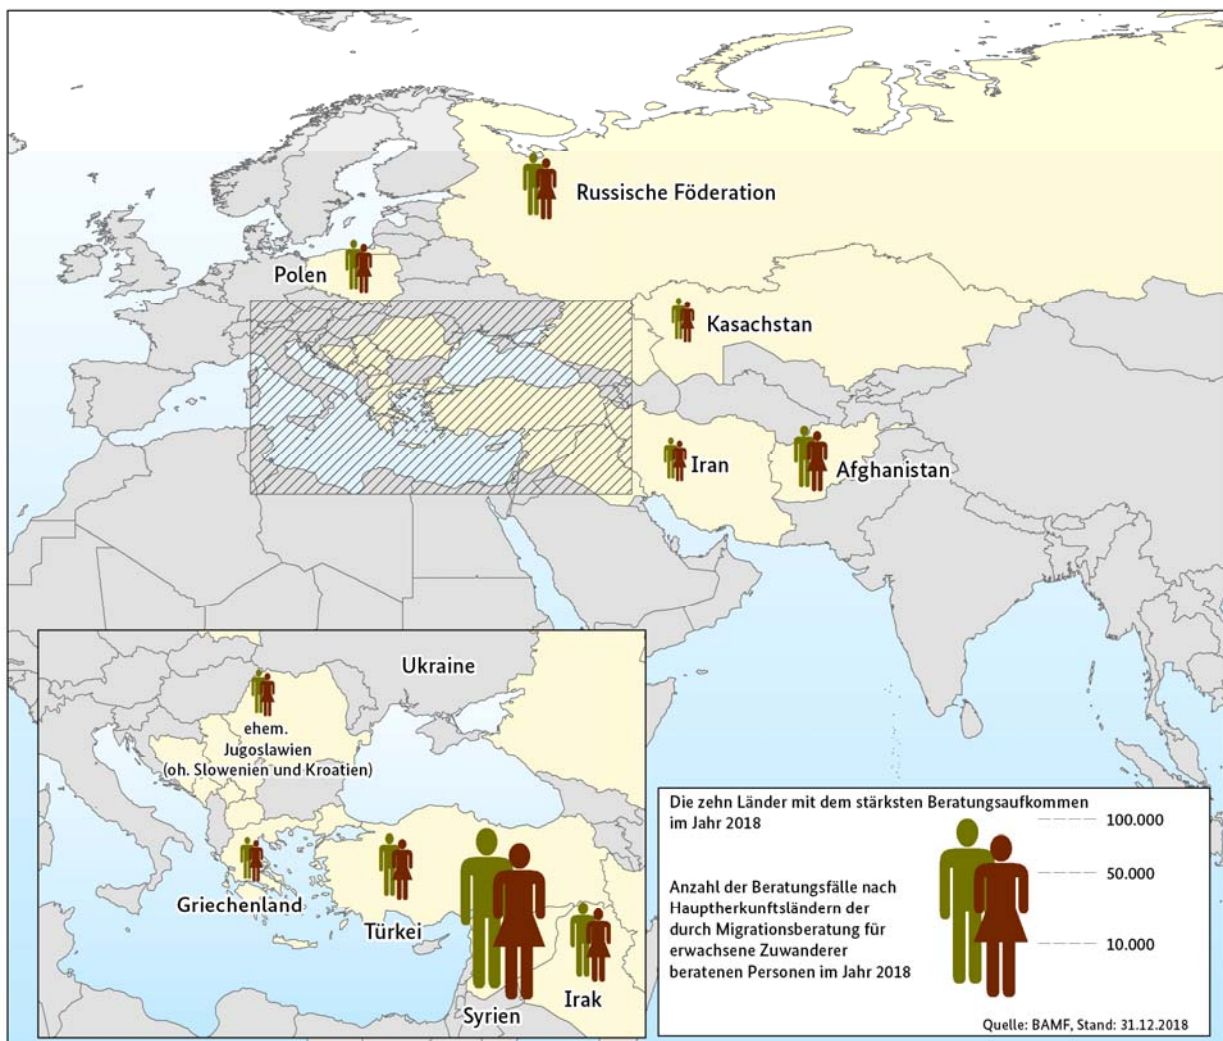 Russische Föderation
Polen
Kasachstan
Iran
Afghanistan
Ukraine
ehem.
Jugoslawien
(oh. Slowenien und Kroatien)
Griechenland
Türkei
Syrien
Irak
Die zehn Länder mit dem stärksten Beratungsaufkommen
im Jahr 2018
100.000
50.000
10.000
Anzahl der Beratungsfälle nach
Hauptherkunftsländern der
durch Migrationsberatung für
erwachsene Zuwanderer
beratenen Personen im Jahr 2018
Quelle: BAMF, Stand: 31.12.2018